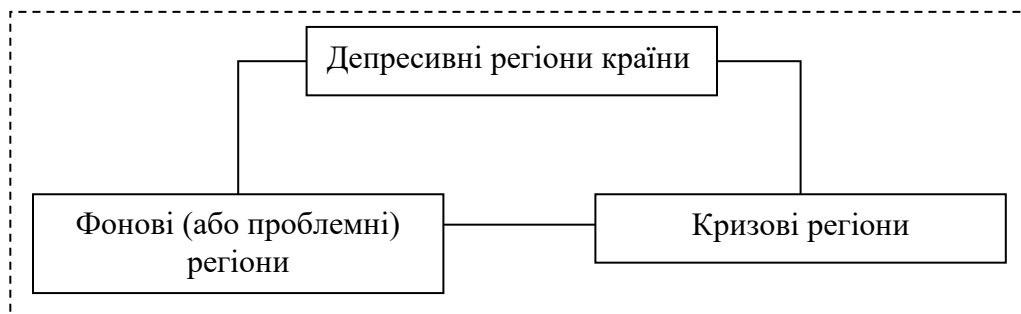 Депресивні регіони країни
Фонові (або проблемні)
регіони
Кризові регіони